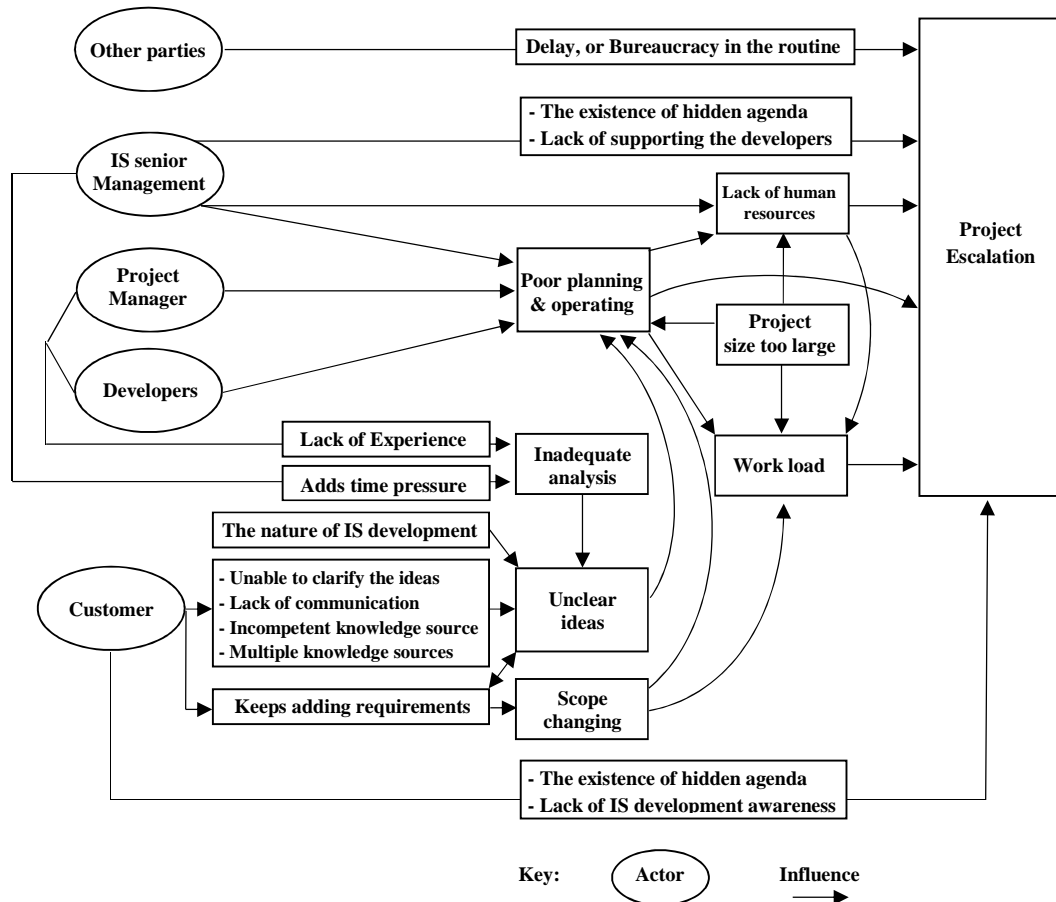 Other parties
Delay, or Bureaucracy in the routine
- The existence of hidden agenda
- Lack of supporting the developers
IS senior
Management
Lack of human
resources
Project
Escalation
Project
Manager
Poor planning
& operating
Project
size too large
Developers
Lack of Experience
Inadequate
analysis
Work load
Adds time pressure
The nature of IS development
- Unable to clarify the ideas
- Lack of communication
- Incompetent knowledge source
- Multiple knowledge sources
Customer
Unclear
ideas
Keeps adding requirements
Scope
changing
- The existence of hidden agenda
- Lack of IS development awareness
Key:
Actor
Influence